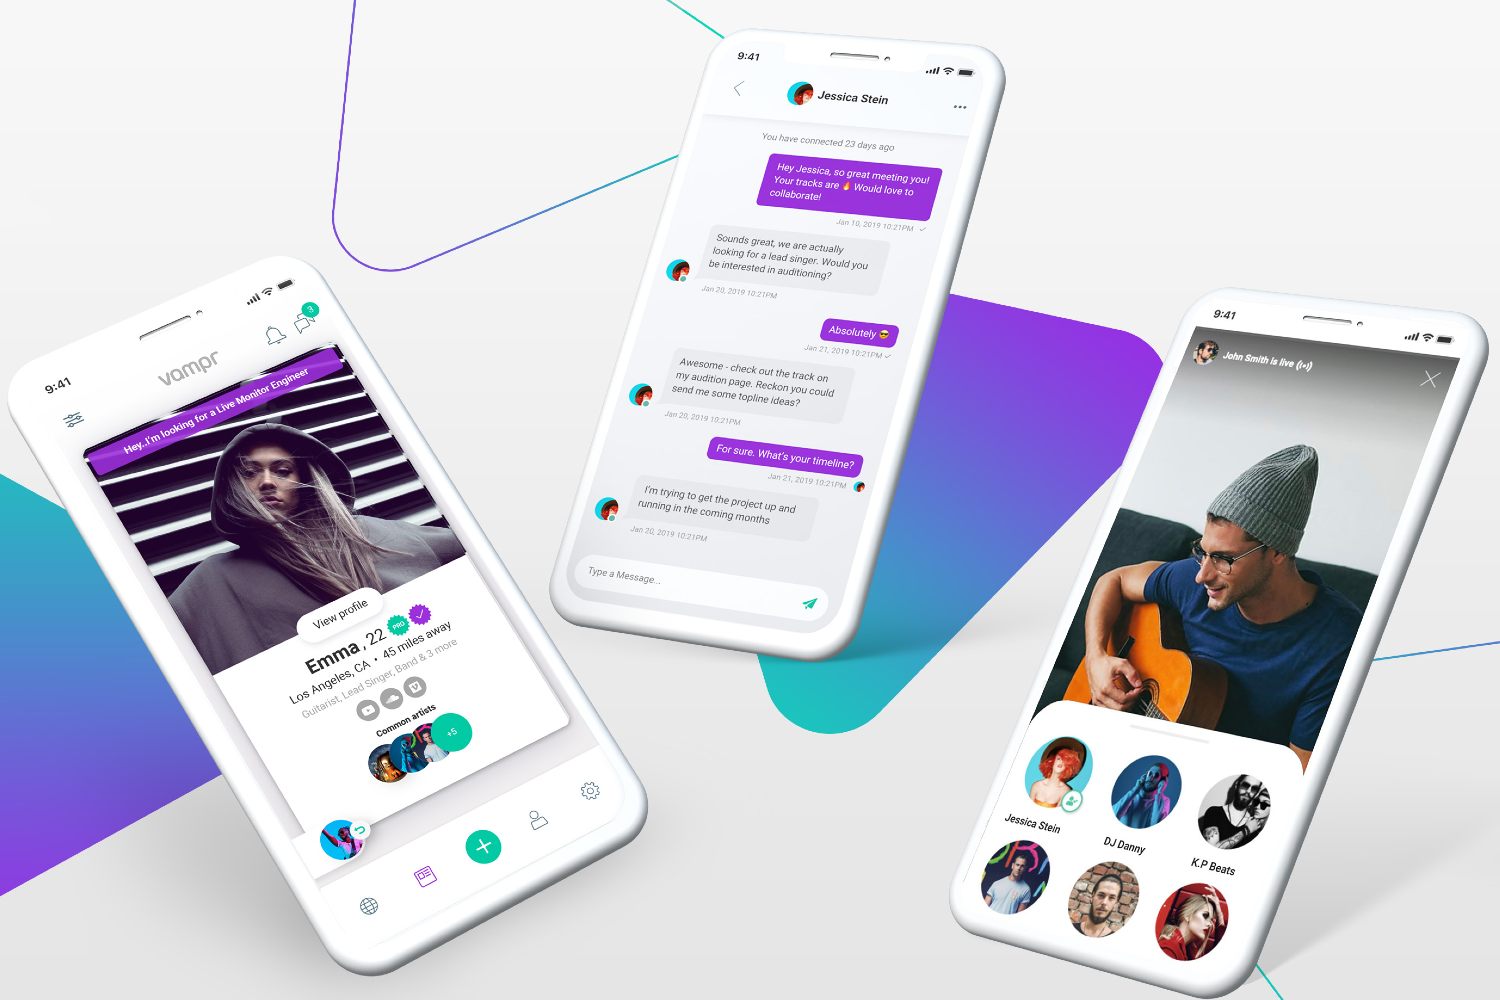 9:41
3
vampr
Hey..I'm looking for a Live Monitor Engineer
View profile
Emma, 22 PRO
Los Angeles, CA • 45 miles away
Guitarist, Lead Singer, Band & 3 more
Common artists
+5
9:41
Jessica Stein
You have connected 23 days ago
Hey Jessica, so great meeting you!
Your tracks are 🔥 Would love to
collaborate!
Jan 10, 2019 10:21PM
Sounds great, we are actually
looking for a lead singer. Would you
be interested in auditioning?
Jan 20, 2019 10:21PM
Absolutely 😎
Jan 21, 2019 10:21PM
Awesome - check out the track on
my audition page. Reckon you could
send me some topline ideas?
Jan 20, 2019 10:21PM
For sure. What's your timeline?
Jan 21, 2019 10:21PM
I'm trying to get the project up and
running in the coming months
Jan 20, 2019 10:21PM
Type a Message...
9:41
John Smith is live
Jessica Stein
DJ Danny
K.P Beats